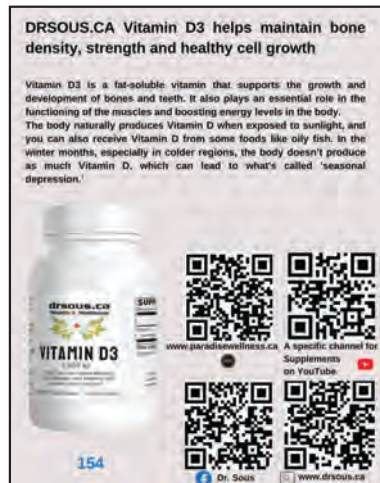 DRSOUS.CA Vitamin D3 helps maintain bone
density, strength and healthy cell growth
Vitamin D3 is a fat-soluble vitamin that supports the growth and
development of bones and teeth. It also plays an essential role in the
functioning of the muscles and boosting energy levels in the body.
The body naturally produces Vitamin D when exposed to sunlight, and
you can also receive Vitamin D from some foods like oily fish. In the
winter months, especially in colder regions, the body doesn't produce
as much Vitamin D, which can lead to what's called 'seasonal
depression.'
drsous.ca
SUPP
VITAMIN D3
www.paradisewellness.ca
A specific channel for
Supplements
on YouTube
154
Dr. Sous
www.drsous.ca